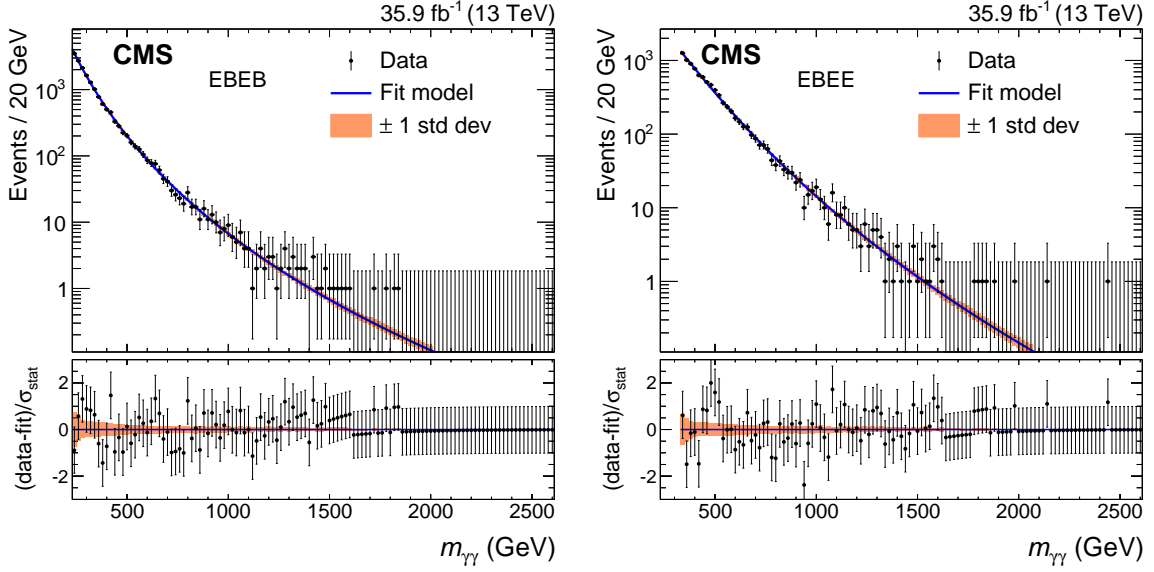 35.9 fb-1 (13 TeV)
CMS
EBEB
Data
Fit model
± 1 std dev
Events / 20 GeV
10³
10²
10
1
(data-fit)/σstat
2
0
-2
500 1000 1500 2000 2500
mγγ (GeV)
35.9 fb-1 (13 TeV)
CMS
EBEE
Data
Fit model
± 1 std dev
Events / 20 GeV
10³
10²
10
1
(data-fit)/σstat
2
0
-2
500 1000 1500 2000 2500
mγγ (GeV)